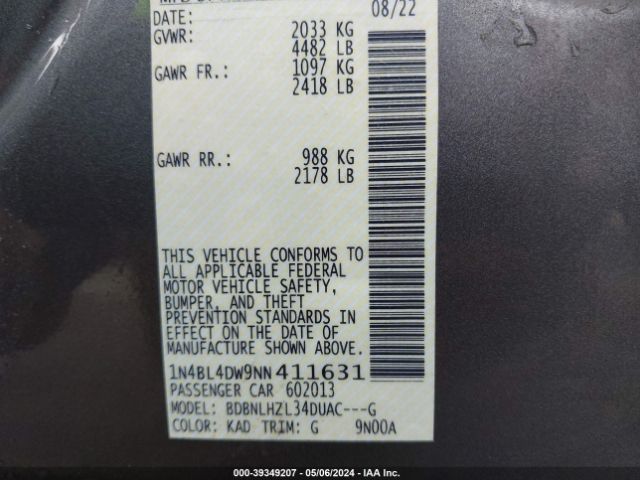 DATE: 08/22
GVWR: 2033 KG
4482 LB
GAWR FR.: 1097 KG
2418 LB
GAWR RR.: 988 KG
2178 LB
THIS VEHICLE CONFORMS TO
ALL APPLICABLE FEDERAL
MOTOR VEHICLE SAFETY,
BUMPER, AND THEFT
PREVENTION STANDARDS IN
EFFECT ON THE DATE OF
MANUFACTURE SHOWN ABOVE.
1N4BL4DW9NN411631
PASSENGER CAR 602013
MODEL: BDBNLHZL34DUAC---G
COLOR: KAD TRIM: G 9N00A
000-39349207 - 05/06/2024 - IAA Inc.